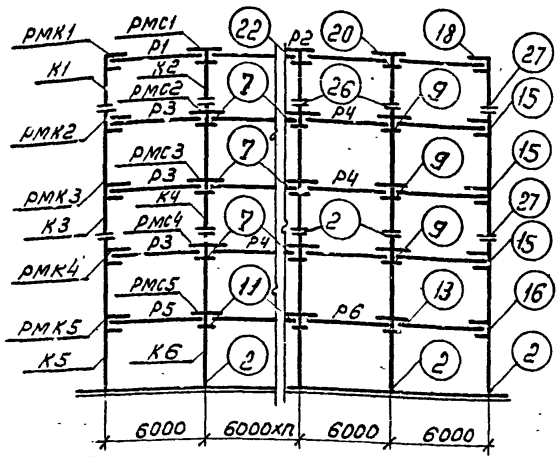 РМС1 22 Р2 20 18
РМК1 Р1 27
К1 К2 7 26 9 15
РМС2
РМК2 Р3 Р4
РМС3 7 9 15
РМК3 Р3 Р4
К3 К4 7 2 9 27
РМС4 15
РМК4 Р3 Р4
РМС5 11 13 16
РМК5 Р5 Р6
К5 К6 2 2 2
6000 6000хп 6000 6000